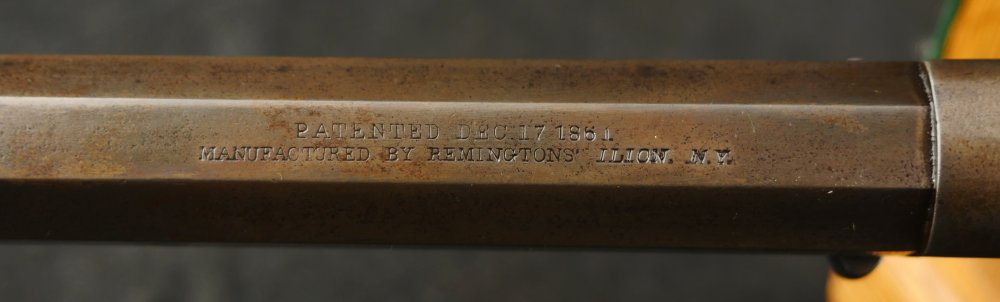 PATENTED DEC. 17 1861.
MANUFACTURED BY REMINGTONS' ILION. N.Y.